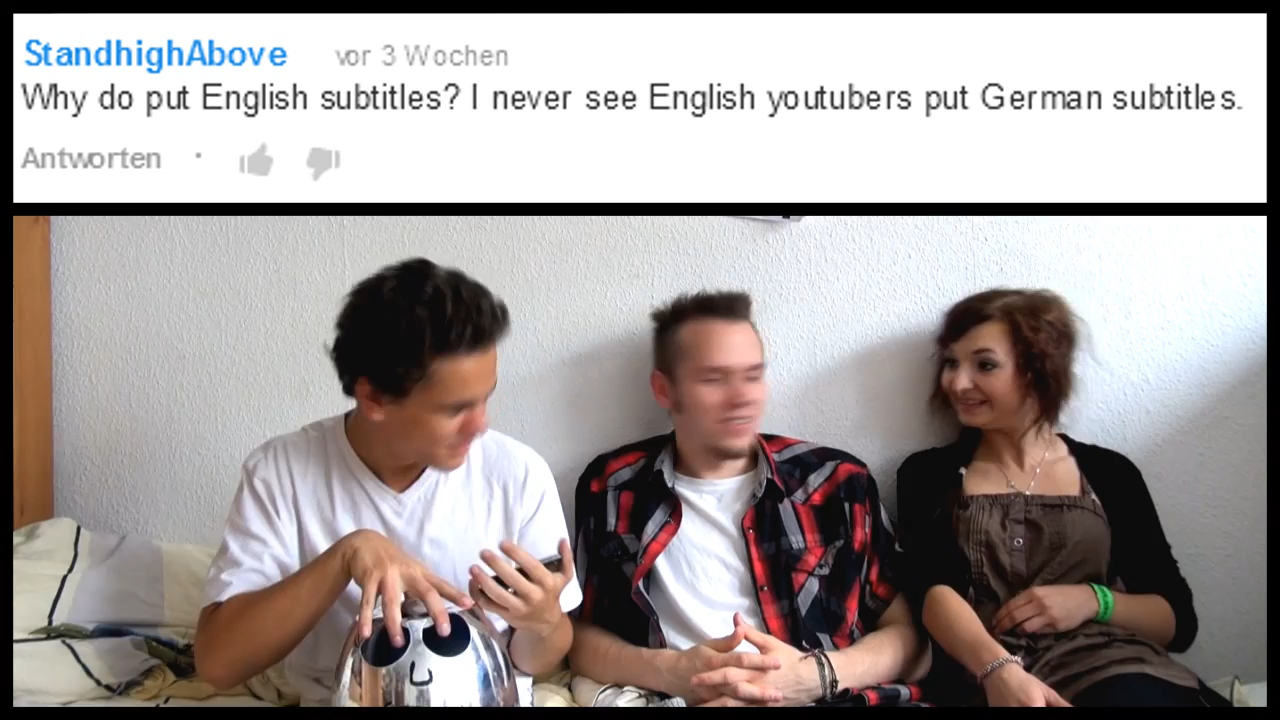 StandhighAbove vor 3 Wochen
Why do put English subtitles? I never see English youtubers put German subtitles.
Antworten ·